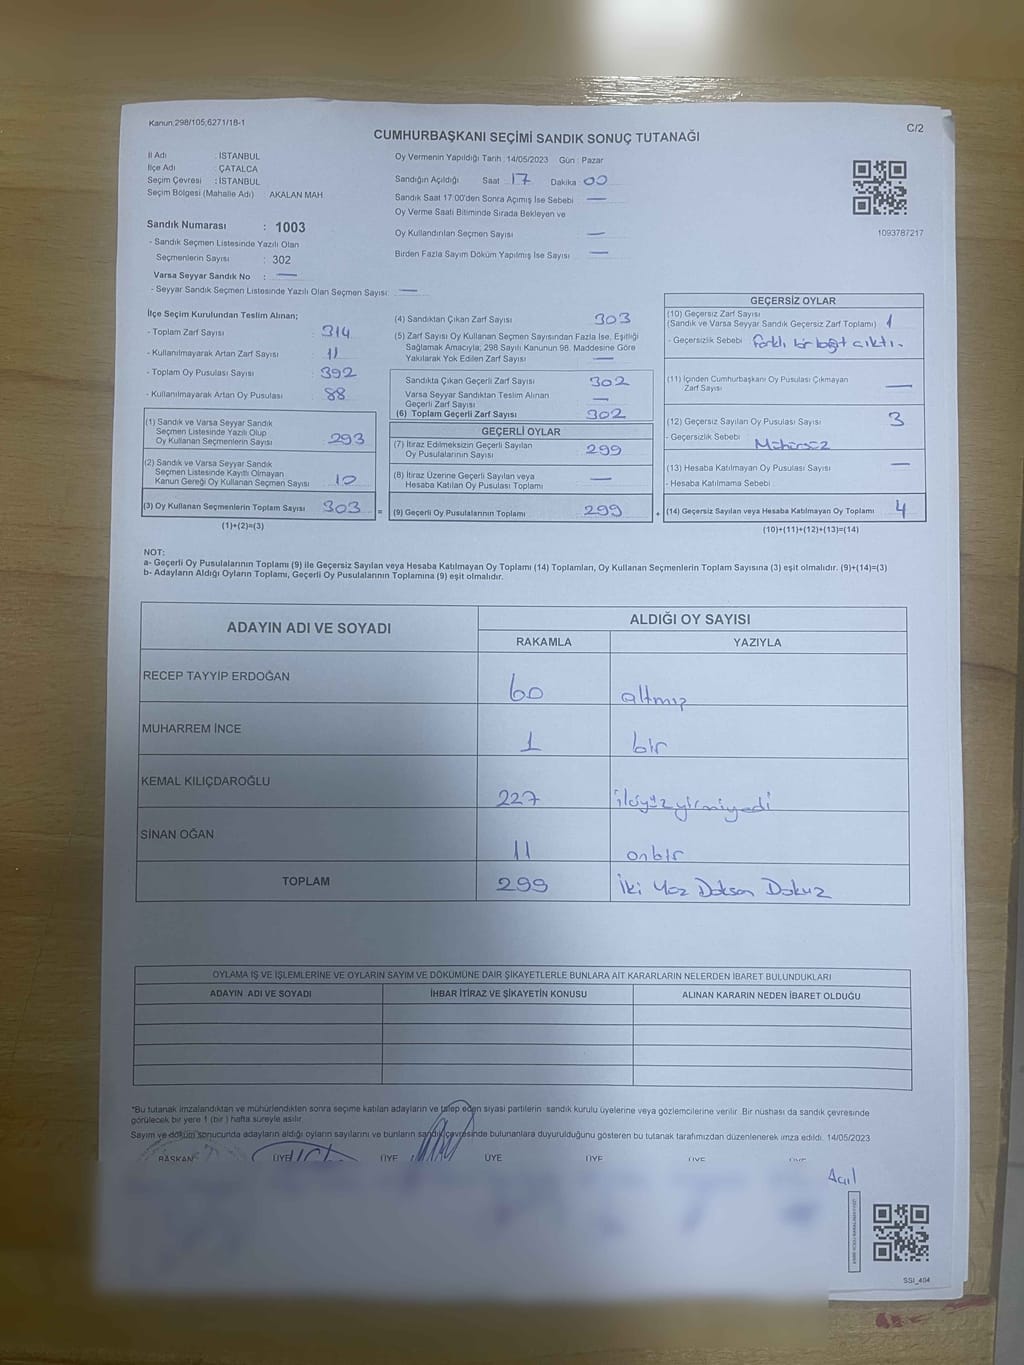 Kanun:298/105;6271/18-1
C/2
CUMHURBAŞKANI SEÇİMİ SANDIK SONUÇ TUTANAĞI
İl Adı : İSTANBUL
İlçe Adı : ÇATALCA
Seçim Çevresi : İSTANBUL
Seçim Bölgesi (Mahalle Adı) : AKALAN MAH
Sandık Numarası : 1003
- Sandık Seçmen Listesinde Yazılı Olan
Seçmenlerin Sayısı : 302
Varsa Seyyar Sandık No : —
- Seyyar Sandık Seçmen Listesinde Yazılı Olan Seçmen Sayısı: —
Oy Vermenin Yapıldığı Tarih : 14/05/2023 Gün : Pazar
Sandığın Açıldığı Saat 17 Dakika 00
Sandık Saat 17:00'den Sonra Açımış İse Sebebi —
Oy Verme Saati Bitiminde Sırada Bekleyen ve
Oy Kullandırılan Seçmen Sayısı —
Birden Fazla Sayım Döküm Yapılmış İse Sayısı —
1093787217
İlçe Seçim Kurulundan Teslim Alınan;
- Toplam Zarf Sayısı : 314
- Kullanılmayarak Artan Zarf Sayısı : 11
- Toplam Oy Pusulası Sayısı : 392
- Kullanılmayarak Artan Oy Pusulası : 88
(1) Sandık ve Varsa Seyyar Sandık
Seçmen Listesinde Yazılı Olup
Oy Kullanan Seçmenlerin Sayısı : 293
(2) Sandık ve Varsa Seyyar Sandık
Seçmen Listesinde Kayıtlı Olmayan
Kanun Gereği Oy Kullanan Seçmen Sayısı 10
(3) Oy Kullanan Seçmenlerin Toplam Sayısı 303 =
(1)+(2)=(3)
(4) Sandıktan Çıkan Zarf Sayısı 303
(5) Zarf Sayısı Oy Kullanan Seçmen Sayısından Fazla İse, Eşitliği
Sağlamak Amacıyla; 298 Sayılı Kanunun 98. Maddesine Göre
Yakılarak Yok Edilen Zarf Sayısı —
Sandıkta Çıkan Geçerli Zarf Sayısı 302
Varsa Seyyar Sandıktan Teslim Alınan
Geçerli Zarf Sayısı —
(6) Toplam Geçerli Zarf Sayısı 302
GEÇERLİ OYLAR
(7) İtiraz Edilmeksizin Geçerli Sayılan
Oy Pusulalarının Sayısı 299
(8) İtiraz Üzerine Geçerli Sayılan veya
Hesaba Katılan Oy Pusulası Toplamı —
(9) Geçerli Oy Pusulalarının Toplamı 299 +
GEÇERSİZ OYLAR
(10) Geçersiz Zarf Sayısı
(Sandık ve Varsa Seyyar Sandık Geçersiz Zarf Toplamı) 1
- Geçersizlik Sebebi Farklı bir kağıt çıktı.
(11) İçinden Cumhurbaşkanı Oy Pusulası Çıkmayan
Zarf Sayısı —
(12) Geçersiz Sayılan Oy Pusulası Sayısı 3
- Geçersizlik Sebebi Mühürsüz
(13) Hesaba Katılmayan Oy Pusulası Sayısı —
- Hesaba Katılmama Sebebi
(14) Geçersiz Sayılan veya Hesaba Katılmayan Oy Toplamı 4
(10)+(11)+(12)+(13)=(14)
NOT:
a- Geçerli Oy Pusulalarının Toplamı (9) ile Geçersiz Sayılan veya Hesaba Katılmayan Oy Toplamı (14) Toplamları, Oy Kullanan Seçmenlerin Toplam Sayısına (3) eşit olmalıdır. (9)+(14)=(3)
b- Adayların Aldığı Oyların Toplamı, Geçerli Oy Pusulalarının Toplamına (9) eşit olmalıdır.
ADAYIN ADI VE SOYADI
ALDIĞI OY SAYISI
RAKAMLA YAZIYLA
RECEP TAYYİP ERDOĞAN 60 altmış
MUHARREM İNCE 1 bir
KEMAL KILIÇDAROĞLU 227 ikiyüzyirmiyedi
SİNAN OĞAN 11 onbir
TOPLAM 299 İki Yüz Doksan Dokuz
OYLAMA İŞ VE İŞLEMLERİNE VE OYLARIN SAYIM VE DÖKÜMÜNE DAİR ŞİKAYETLERLE BUNLARA AİT KARARLARIN NELERDEN İBARET BULUNDUKLARI
ADAYIN ADI VE SOYADI İHBAR İTİRAZ VE ŞİKAYETİN KONUSU ALINAN KARARIN NEDEN İBARET OLDUĞU
*Bu tutanak imzalandıktan ve mühürlendikten sonra seçime katılan adayların ve talep eden siyasi partilerin sandık kurulu üyelerine veya gözlemcilerine verilir. Bir nüshası da sandık çevresinde
görülecek bir yere 1 (bir) hafta süreyle asılır.
Sayım ve döküm sonucunda adayların aldığı oyların sayılarını ve bunların sandık çevresinde bulunanlara duyurulduğunu gösteren bu tutanak tarafımızdan düzenlenerek imza edildi. 14/05/2023
BAŞKAN ÜYE ÜYE ÜYE ÜYE ÜYE ÜYE
SSI_404